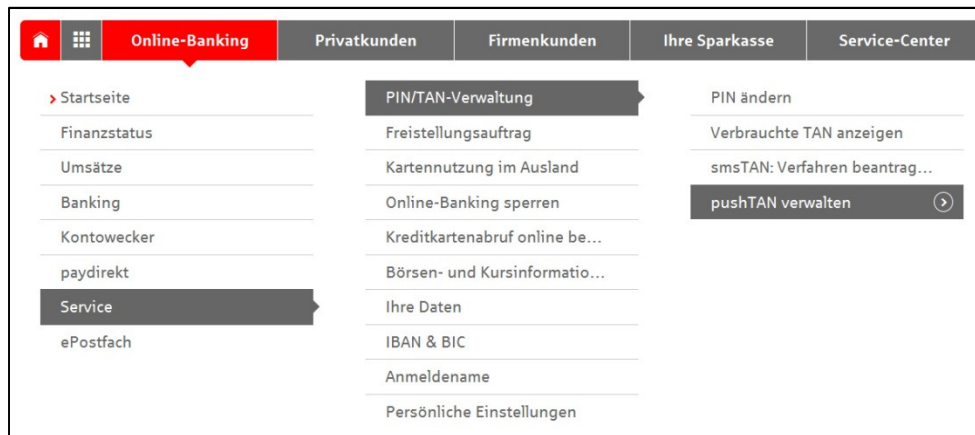 Online-Banking
Privatkunden
Firmenkunden
Ihre Sparkasse
Service-Center
Startseite
Finanzstatus
Umsätze
Banking
Kontowecker
paydirekt
Service
ePostfach
PIN/TAN-Verwaltung
Freistellungsauftrag
Kartennutzung im Ausland
Online-Banking sperren
Kreditkartenabruf online be...
Börsen- und Kursinformatio...
Ihre Daten
IBAN & BIC
Anmeldename
Persönliche Einstellungen
PIN ändern
Verbrauchte TAN anzeigen
smsTAN: Verfahren beantrag...
pushTAN verwalten